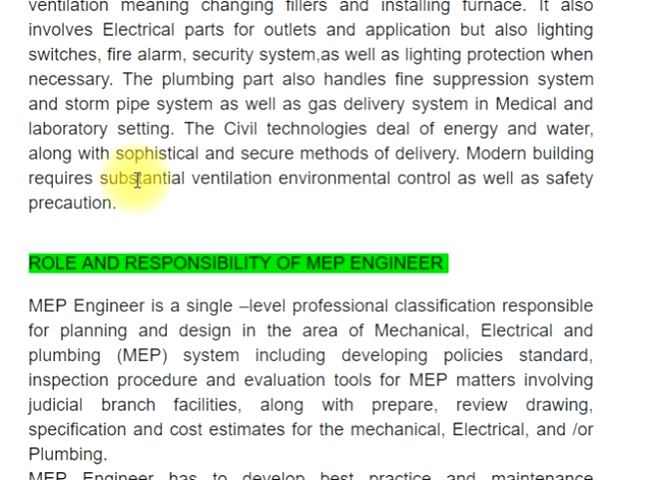 ventilation meaning changing fillers and installing furnace. It also
involves Electrical parts for outlets and application but also lighting
switches, fire alarm, security system,as well as lighting protection when
necessary. The plumbing part also handles fine suppression system
and storm pipe system as well as gas delivery system in Medical and
laboratory setting. The Civil technologies deal of energy and water,
along with sophistical and secure methods of delivery. Modern building
requires substantial ventilation environmental control as well as safety
precaution.
ROLE AND RESPONSIBILITY OF MEP ENGINEER
MEP Engineer is a single –level professional classification responsible
for planning and design in the area of Mechanical, Electrical and
plumbing (MEP) system including developing policies standard,
inspection procedure and evaluation tools for MEP matters involving
judicial branch facilities, along with prepare, review drawing,
specification and cost estimates for the mechanical, Electrical, and /or
Plumbing.
MEP Engineer has to develop best practice and maintenance